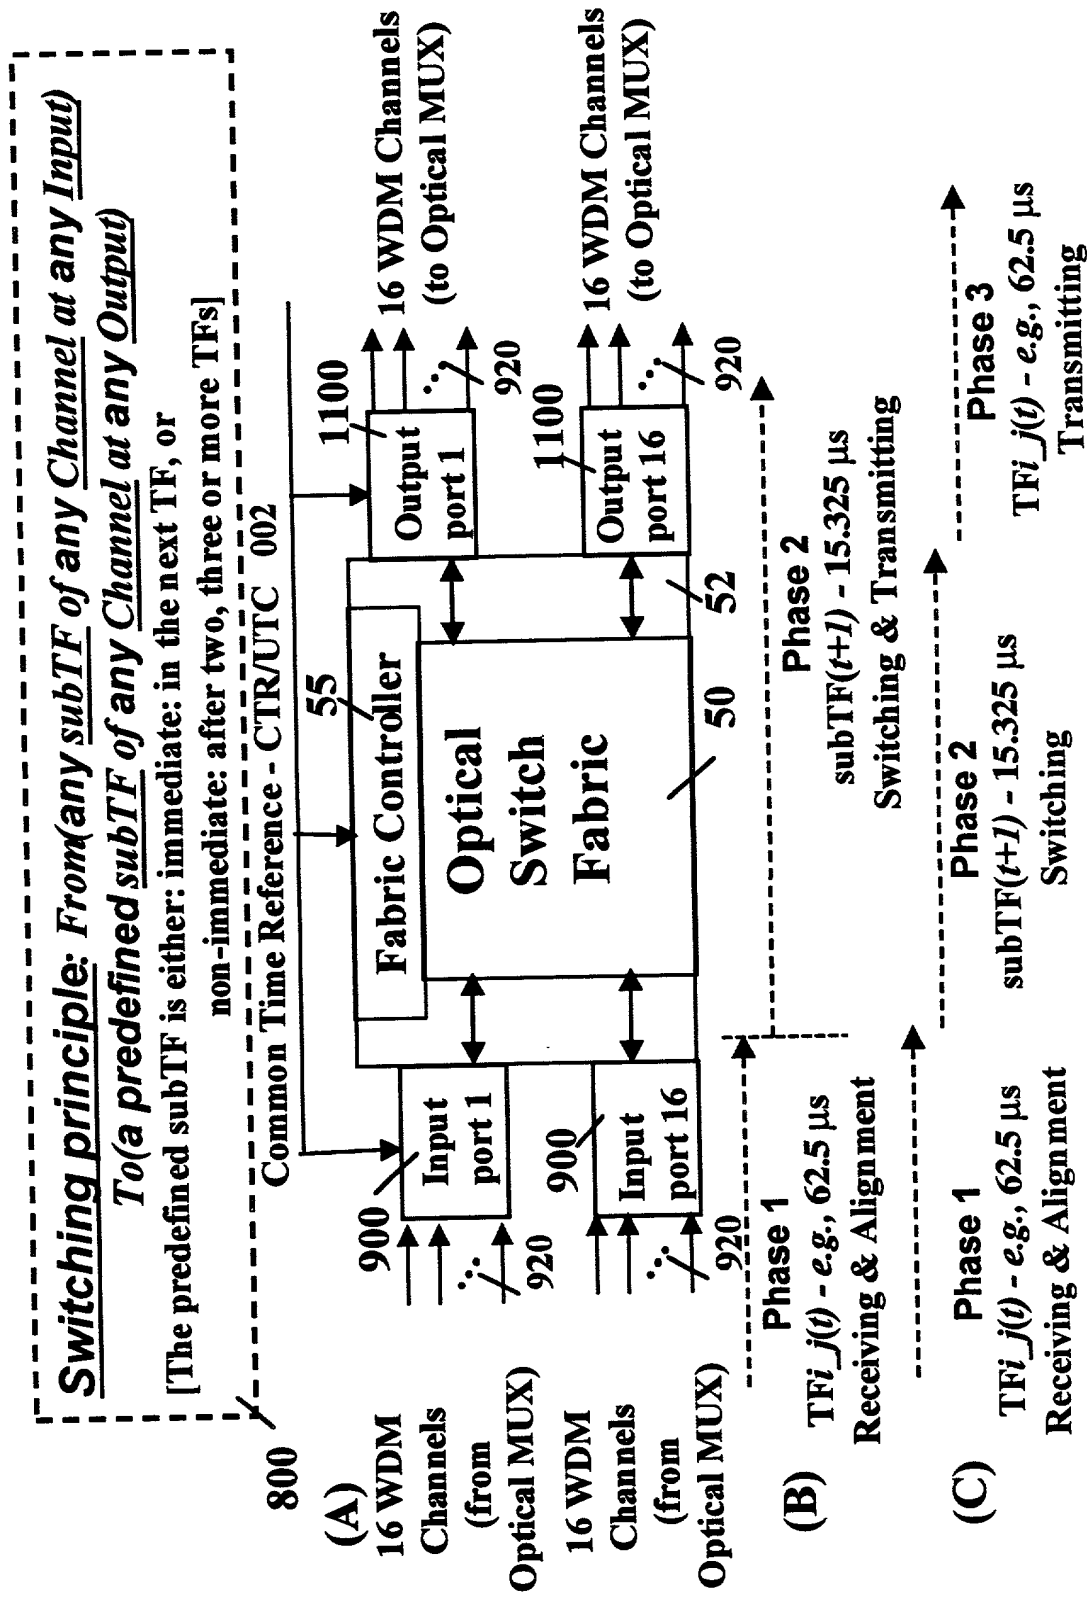 Switching principle: From(any subTF of any Channel at any Input)
To(a predefined subTF of any Channel at any Output)
[The predefined subTF is either: immediate: in the next TF, or
non-immediate: after two, three or more TFs]
800
Common Time Reference - CTR/UTC 002
(A)
16 WDM
Channels
(from
Optical MUX)
16 WDM
Channels
(from
Optical MUX)
900
Input
port 1
920
900
Input
port 16
920
55
Fabric Controller
Optical
Switch
Fabric
50
52
1100
Output
port 1
920
1100
Output
port 16
920
16 WDM Channels
(to Optical MUX)
16 WDM Channels
(to Optical MUX)
(B)
Phase 1
TFi_j(t) - e.g., 62.5 µs
Receiving & Alignment
Phase 2
subTF(t+1) - 15.325 µs
Switching & Transmitting
(C)
Phase 1
TFi_j(t) - e.g., 62.5 µs
Receiving & Alignment
Phase 2
subTF(t+1) - 15.325 µs
Switching
Phase 3
TFi_j(t) - e.g., 62.5 µs
Transmitting